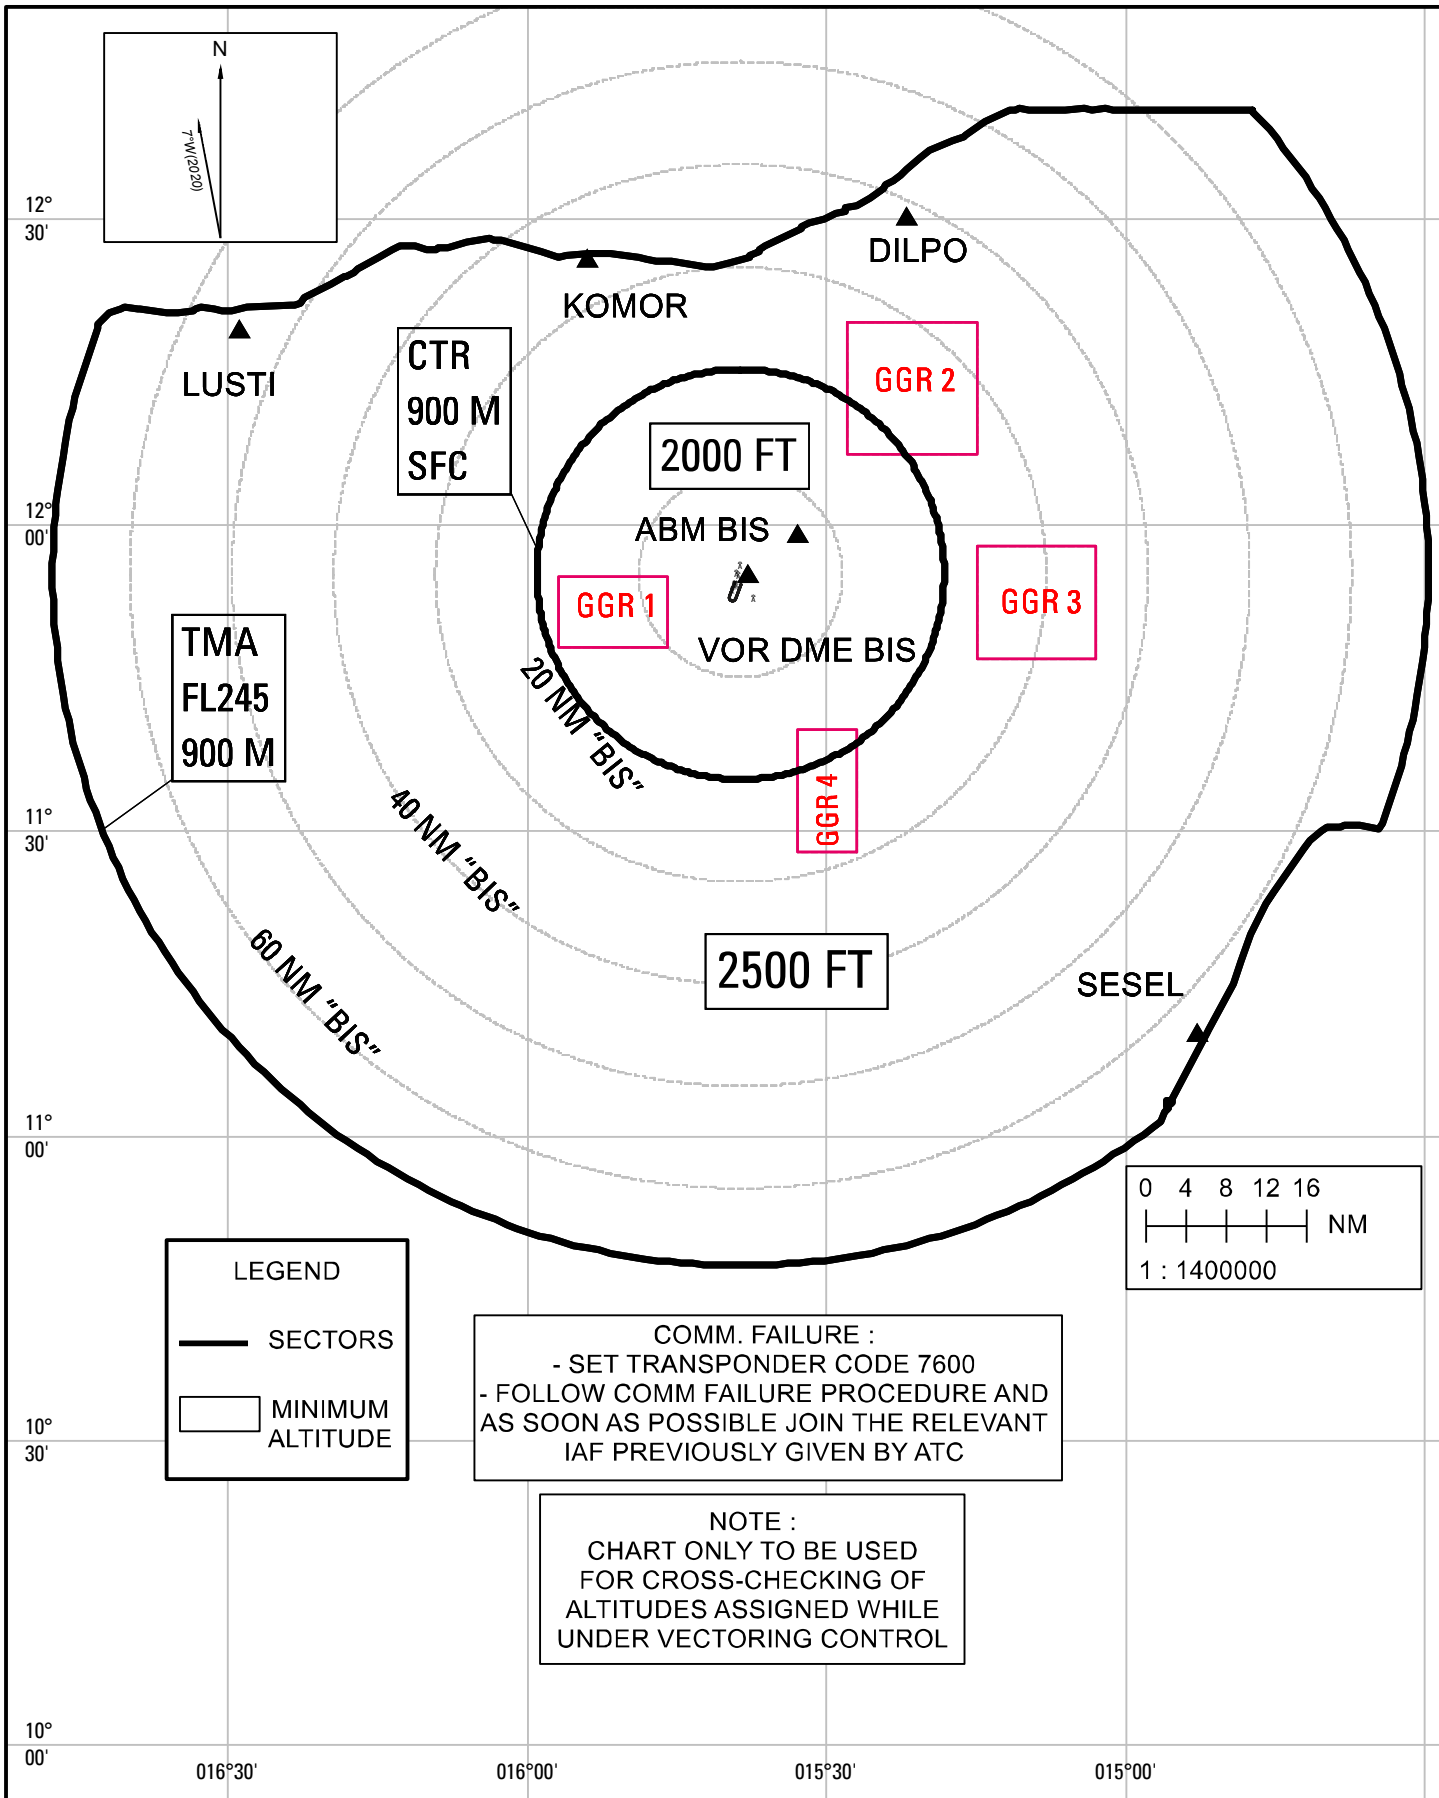 N
7°W(2020)
12°
30'
DILPO
KOMOR
LUSTI
CTR
900 M
SFC
GGR 2
2000 FT
12°
00'
ABM BIS
GGR 1
GGR 3
VOR DME BIS
TMA
FL245
900 M
20 NM “BIS”
GGR 4
11°
30'
40 NM “BIS”
60 NM “BIS”
2500 FT
SESEL
11°
00'
0 4 8 12 16
NM
1 : 1400000
LEGEND
SECTORS
MINIMUM
ALTITUDE
COMM. FAILURE :
- SET TRANSPONDER CODE 7600
- FOLLOW COMM FAILURE PROCEDURE AND
AS SOON AS POSSIBLE JOIN THE RELEVANT
IAF PREVIOUSLY GIVEN BY ATC
10°
30'
NOTE :
CHART ONLY TO BE USED
FOR CROSS-CHECKING OF
ALTITUDES ASSIGNED WHILE
UNDER VECTORING CONTROL
10°
00'
016°30' 016°00' 015°30' 015°00'